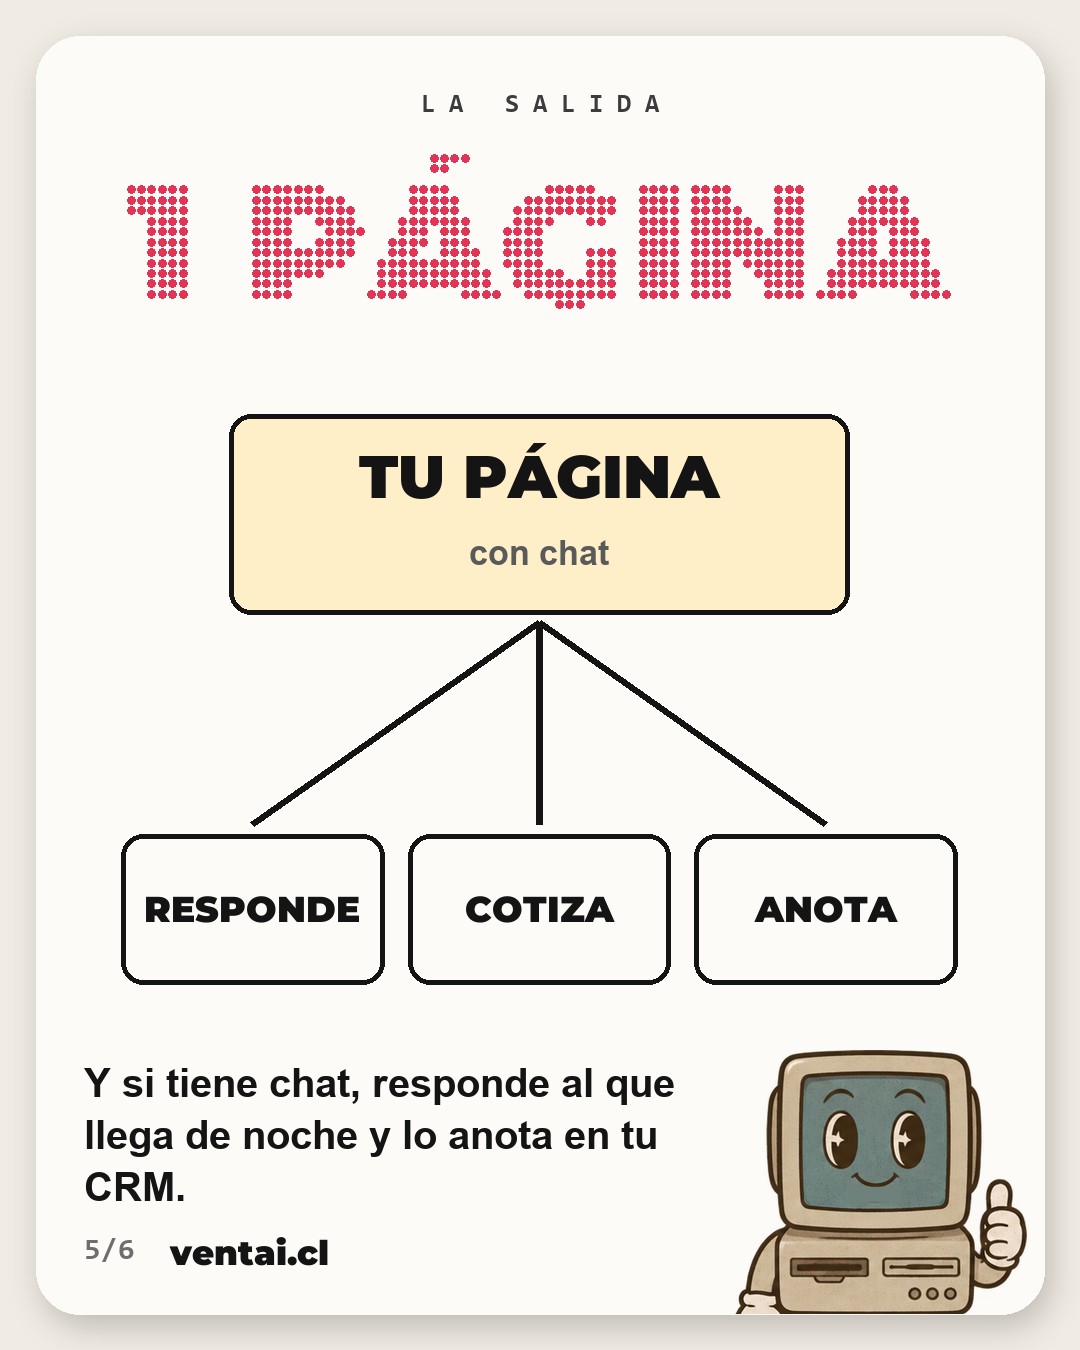 LA SALIDA
1 PÁGINA
TU PÁGINA
con chat
RESPONDE
COTIZA
ANOTA
Y si tiene chat, responde al que
llega de noche y lo anota en tu
CRM.
5/6
ventai.cl